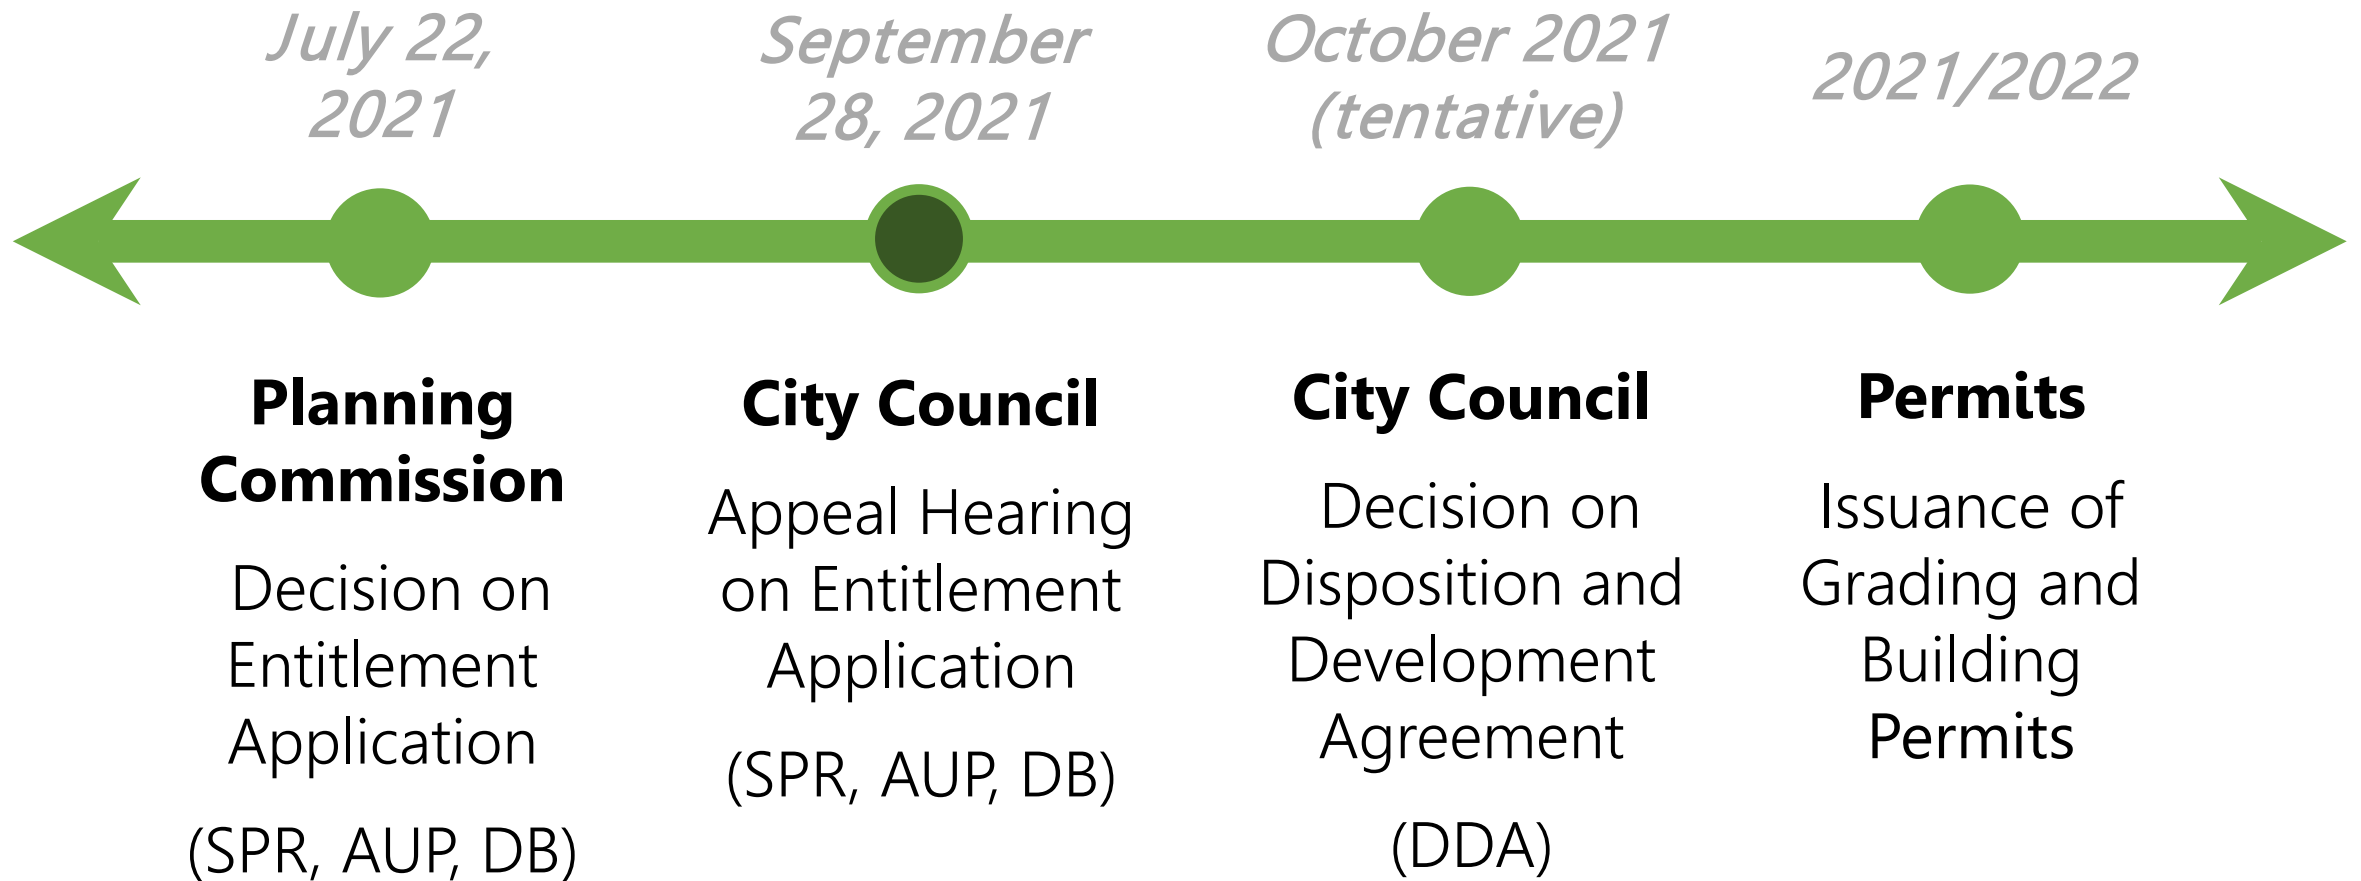 July 22,
2021
September
28, 2021
October 2021
(tentative)
2021/2022
Planning
Commission
Decision on
Entitlement
Application
(SPR, AUP, DB)
City Council
Appeal Hearing
on Entitlement
Application
(SPR, AUP, DB)
City Council
Decision on
Disposition and
Development
Agreement
(DDA)
Permits
Issuance of
Grading and
Building
Permits